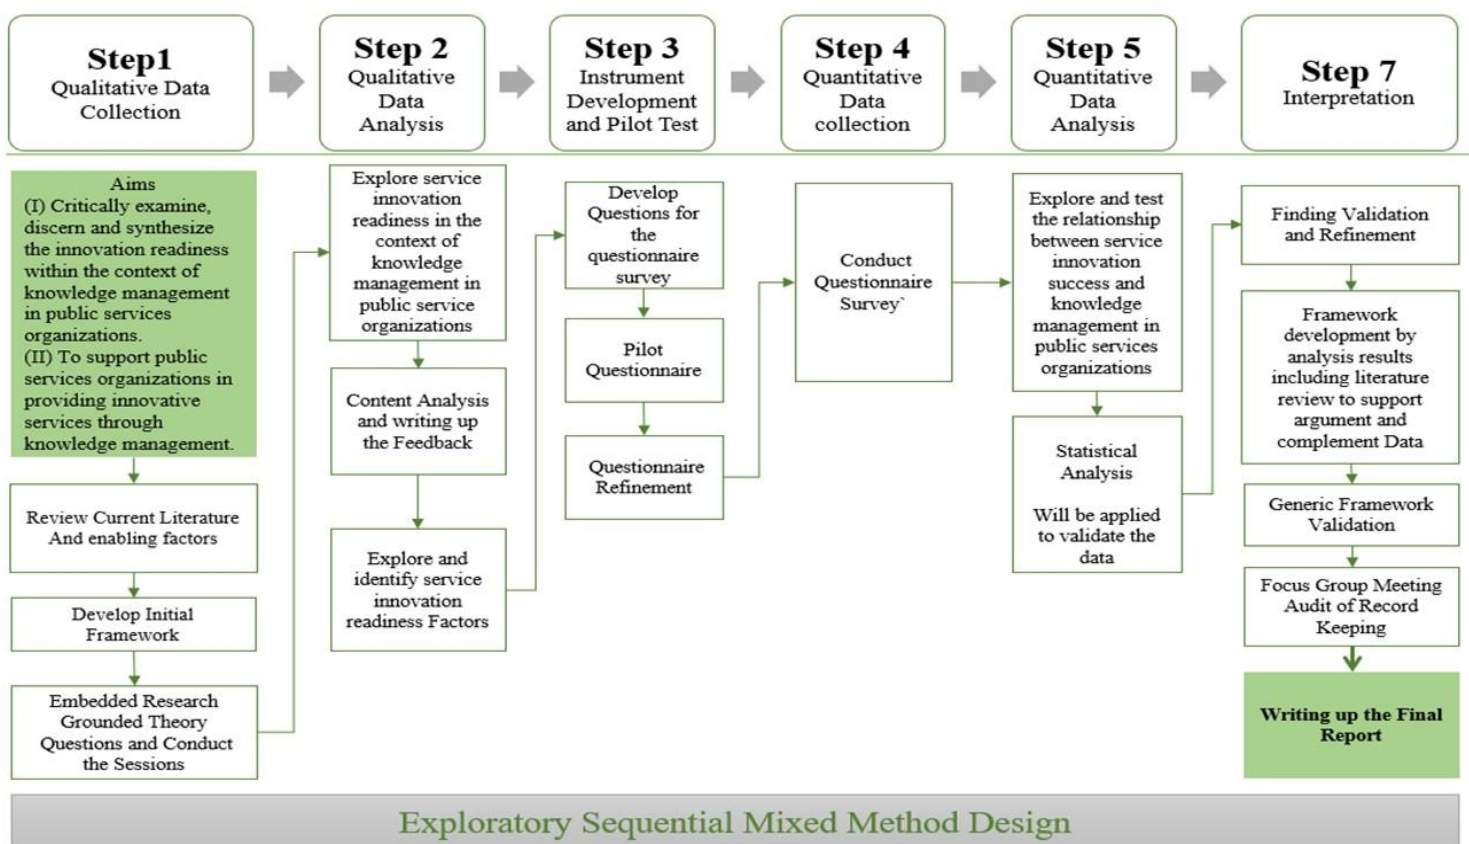 Step1
Qualitative Data
Collection
Step 2
Qualitative
Data
Analysis
Step 3
Instrument
Development
and Pilot Test
Step 4
Quantitative
Data
collection
Step 5
Quantitative
Data
Analysis
Step 7
Interpretation
Aims
(I) Critically examine,
discern and synthesize
the innovation readiness
within the context of
knowledge management
in public services
organizations.
(II) To support public
services organizations in
providing innovative
services through
knowledge management.
Review Current Literature
And enabling factors
Develop Initial
Framework
Embedded Research
Grounded Theory
Questions and Conduct
the Sessions
Explore service
innovation
readiness in the
context of
knowledge
management in
public service
organizations
Content Analysis
and writing up
the Feedback
Explore and
identify service
innovation
readiness Factors
Develop
Questions for
the
questionnaire
survey
Pilot
Questionnaire
Questionnaire
Refinement
Conduct
Questionnaire
Survey`
Explore and test
the relationship
between service
innovation
success and
knowledge
management in
public services
organizations
Statistical
Analysis
Will be applied
to validate the
data
Finding Validation
and Refinement
Framework
development by
analysis results
including literature
review to support
argument and
complement Data
Generic Framework
Validation
Focus Group Meeting
Audit of Record
Keeping
Writing up the Final
Report
Exploratory Sequential Mixed Method Design